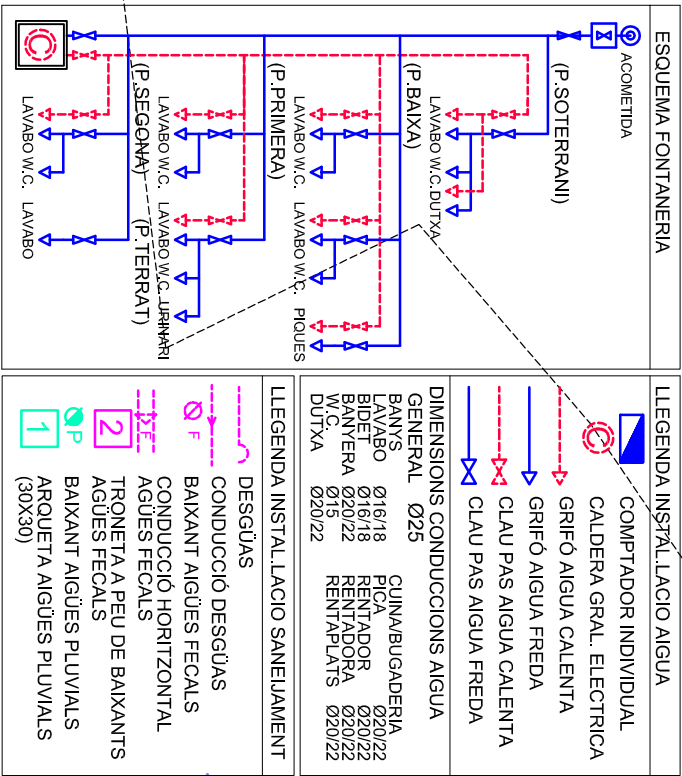 ESQUEMA FONTANERIA
ACOMETIDA
(P.SOTERRANI)
LAVABO W.C. DUTXA
(P.BAIXA)
LAVABO W.C. LAVABO W.C. PIQUES
(P.PRIMERA)
LAVABO W.C. LAVABO W.C. URINARI
(P.SEGONA) (P.TERRAT)
LAVABO W.C. LAVABO
C
LLEGENDA INSTAL.LACIO AIGUA
COMPTADOR INDIVIDUAL
C CALDERA GRAL. ELECTRICA
GRIFÓ AIGUA CALENTA
GRIFÓ AIGUA FREDA
CLAU PAS AIGUA CALENTA
CLAU PAS AIGUA FREDA
DIMENSIONS CONDUCCIONS AIGUA
GENERAL Ø25
BANYS CUINA/BUGADERIA
LAVABO Ø16/18 PICA Ø20/22
BIDET Ø16/18 RENTADOR Ø20/22
BANYERA Ø20/22 RENTADORA Ø20/22
W.C. Ø15 RENTAPLATS Ø20/22
DUTXA Ø20/22
LLEGENDA INSTAL.LACIO SANEIJAMENT
DESGÜAS
CONDUCCIÓ DESGÜAS
Ø F BAIXANT AIGÜES FECALS
F CONDUCCIÓ HORITZONTAL
AGÜES FECALS
2 TRONETA A PEU DE BAIXANTS
AGÜES FECALS
P BAIXANT AIGÜES PLUVIALS
1 ARQUETA AIGÜES PLUVIALS
(30X30)